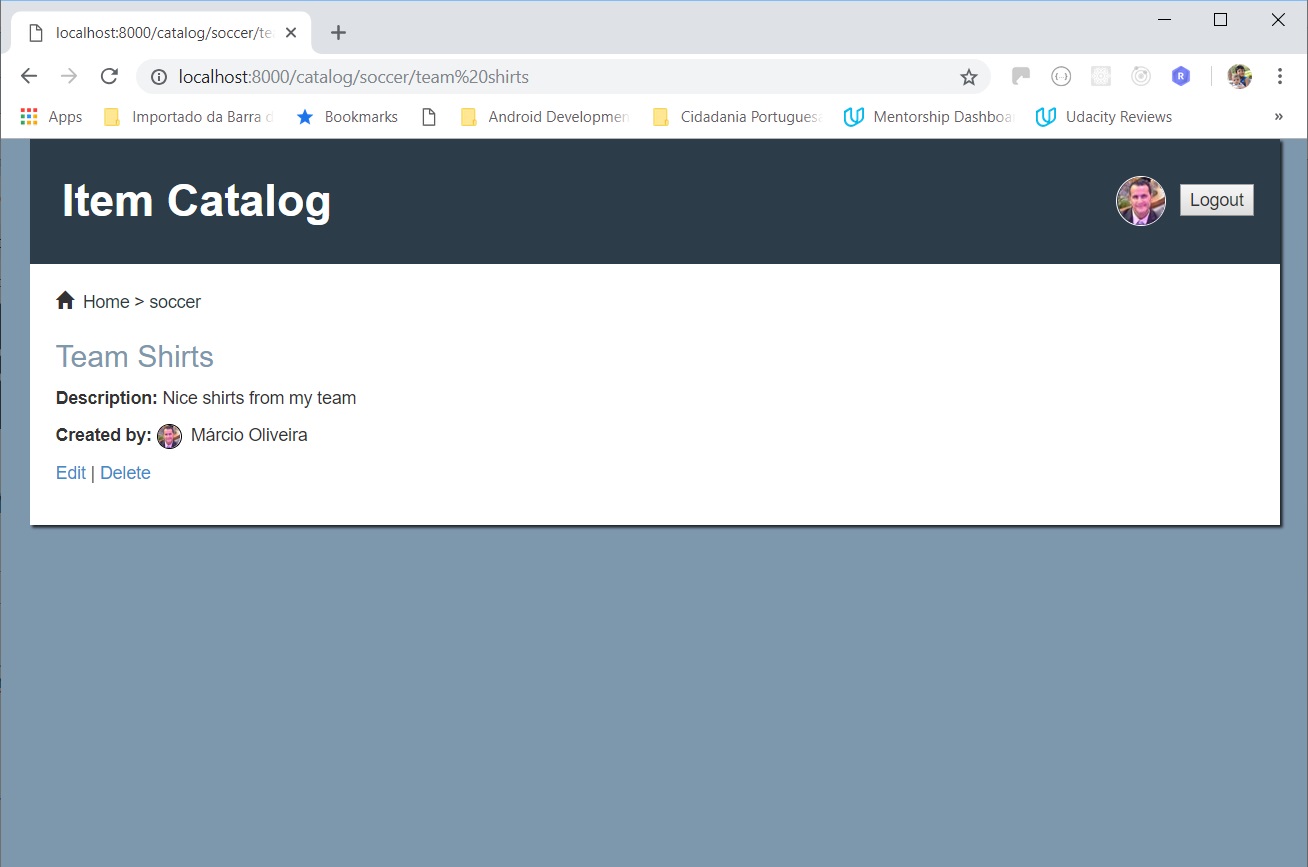 localhost:8000/catalog/soccer/te
localhost:8000/catalog/soccer/team%20shirts
Apps Importado da Barra d Bookmarks Android Developmen Cidadania Portugues Mentorship Dashboa Udacity Reviews »
Item Catalog
Logout
Home > soccer
Team Shirts
Description: Nice shirts from my team
Created by: Márcio Oliveira
Edit | Delete